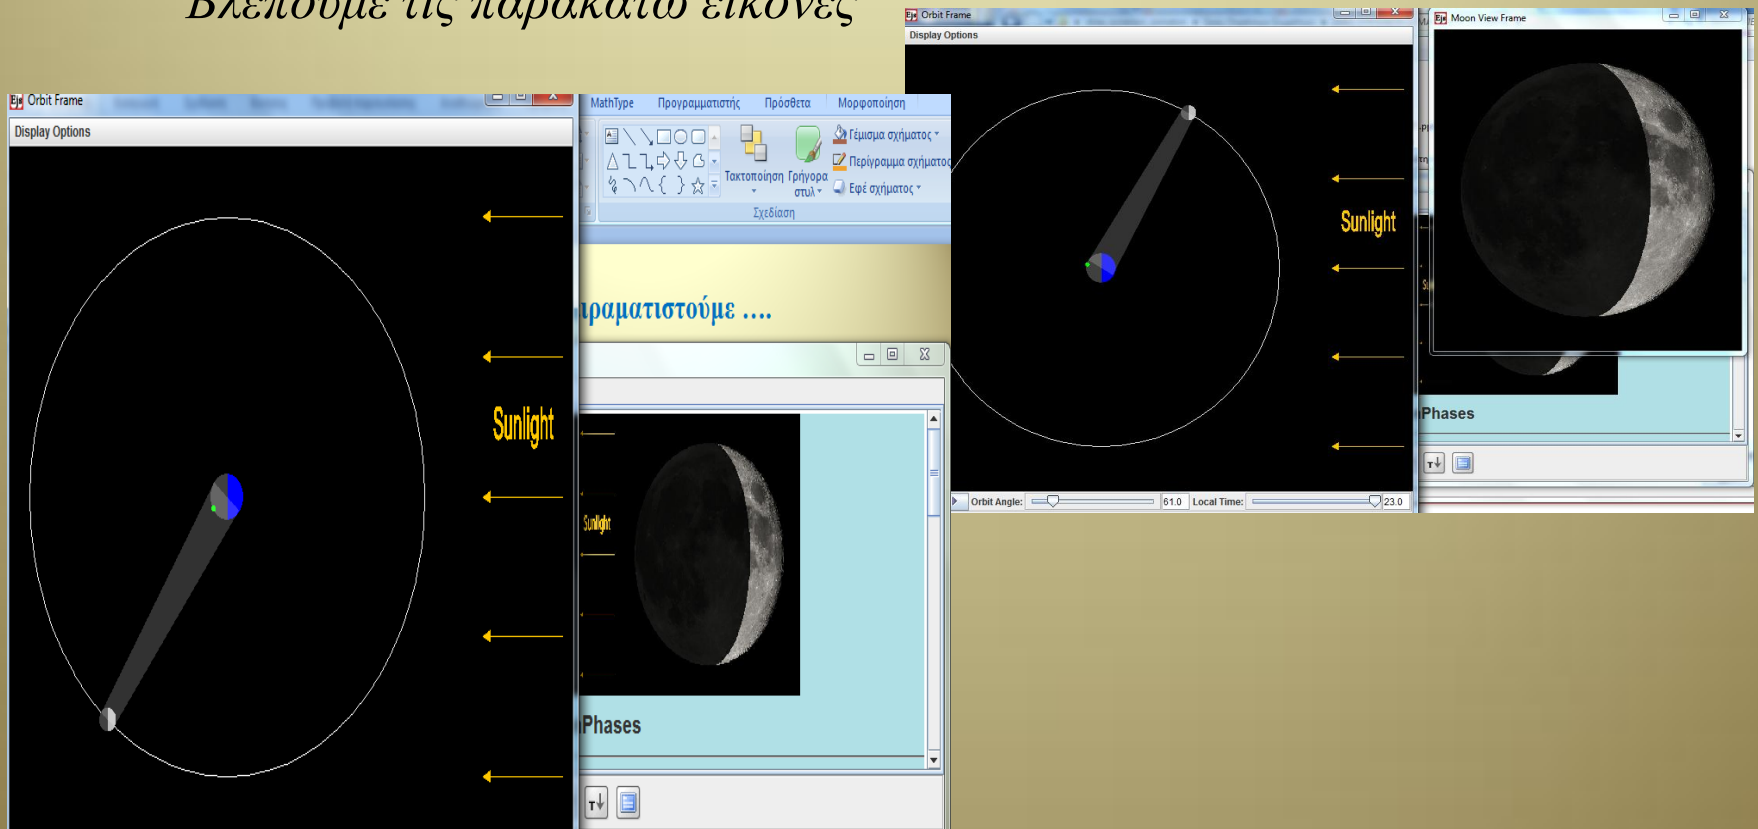 Βλέπουμε τις παρακάτω εικόνες
Orbit Frame
Display Options
MathType Προγραμματιστής Πρόσθετα Μορφοποίηση
Γέμισμα σχήματος
Περίγραμμα σχήματος
Εφέ σχήματος
Τακτοποίηση Γρήγορα
στυλ
Σχεδίαση
ιραματιστούμε ....
Sunlight
Sunlight
Phases
Orbit Frame
Display Options
Sunlight
Orbit Angle: 61.0 Local Time: 23.0
Moon View Frame
Phases